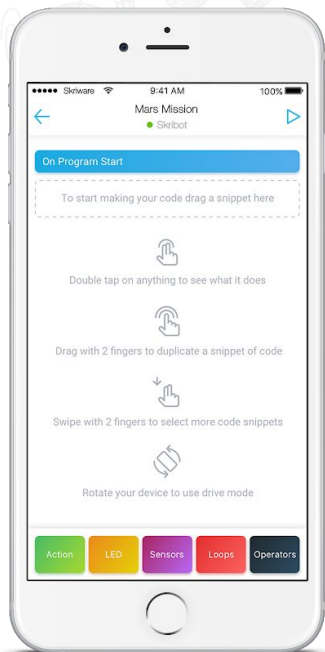 Skriware 9:41 AM 100%
Mars Mission
Skribot
On Program Start
To start making your code drag a snippet here
Double tap on anything to see what it does
Drag with 2 fingers to duplicate a snippet of code
Swipe with 2 fingers to select more code snippets
Rotate your device to use drive mode
Action LED Sensors Loops Operators